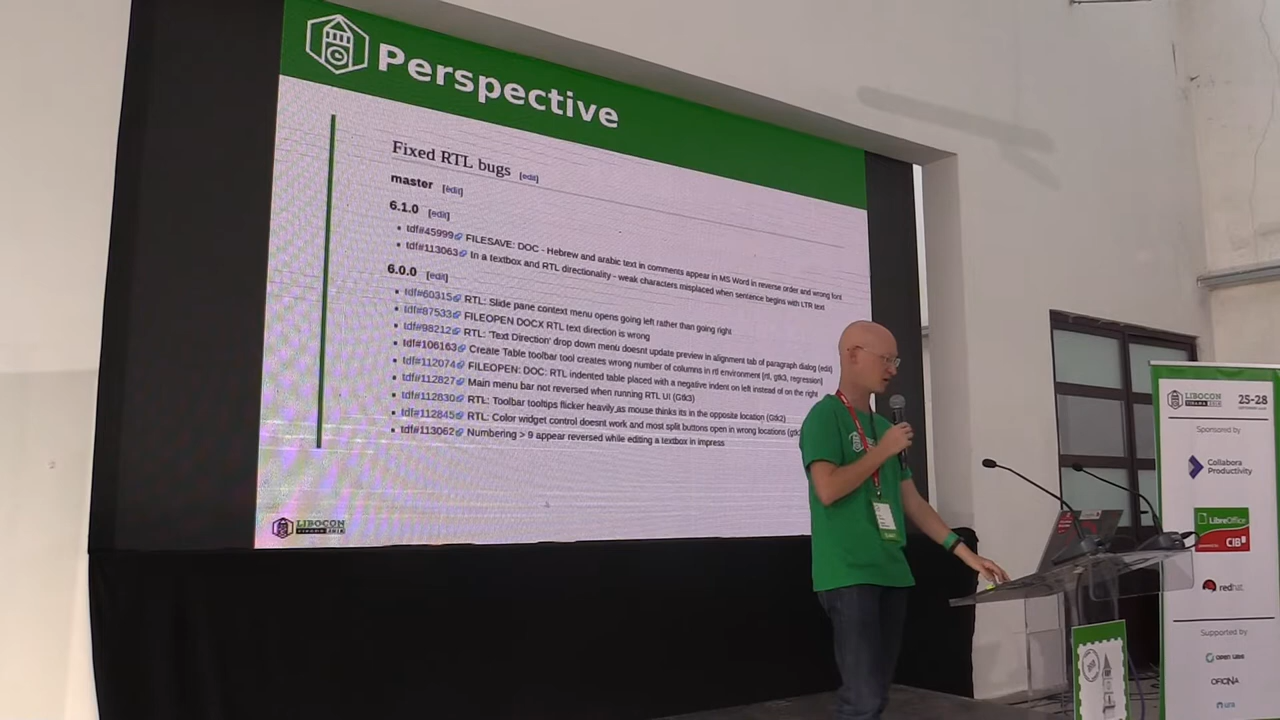 Perspective
Fixed RTL bugs [edit]
master [edit]
6.1.0 [edit]
tdf#45999 FILESAVE: DOC - Hebrew and arabic text in comments appear in MS Word in reverse order and wrong font
tdf#113063 In a textbox and RTL directionality - weak characters misplaced when sentence begins with LTR text
6.0.0 [edit]
tdf#60315 RTL: Slide pane context menu opens going left rather than going right
tdf#87533 FILEOPEN DOCX RTL text direction is wrong
tdf#98212 RTL: 'Text Direction' drop down menu doesnt update preview in alignment tab of paragraph dialog (edit)
tdf#106163 Create Table toolbar tool creates wrong number of columns in rtl environment (rtl, gtk3, regression)
tdf#112074 FILEOPEN: DOC: RTL indented table placed with a negative indent on left instead of on the right
tdf#112827 Main menu bar not reversed when running RTL UI (Gtk3)
tdf#112830 RTL: Toolbar tooltips flicker heavily as mouse thinks its in the opposite location (Gtk2)
tdf#112845 RTL: Color widget control doesnt work and most split buttons open in wrong locations (gtk
tdf#113062 Numbering > 9 appear reversed while editing a textbox in impress
LIBOCON
TIRANA 2018
LIBOCON
TIRANA 2018
25-28
Sponsored by
Collabora
Productivity
LibreOffice
powered by CIB
redhat
Supported by
OPEN USE
OFICINA